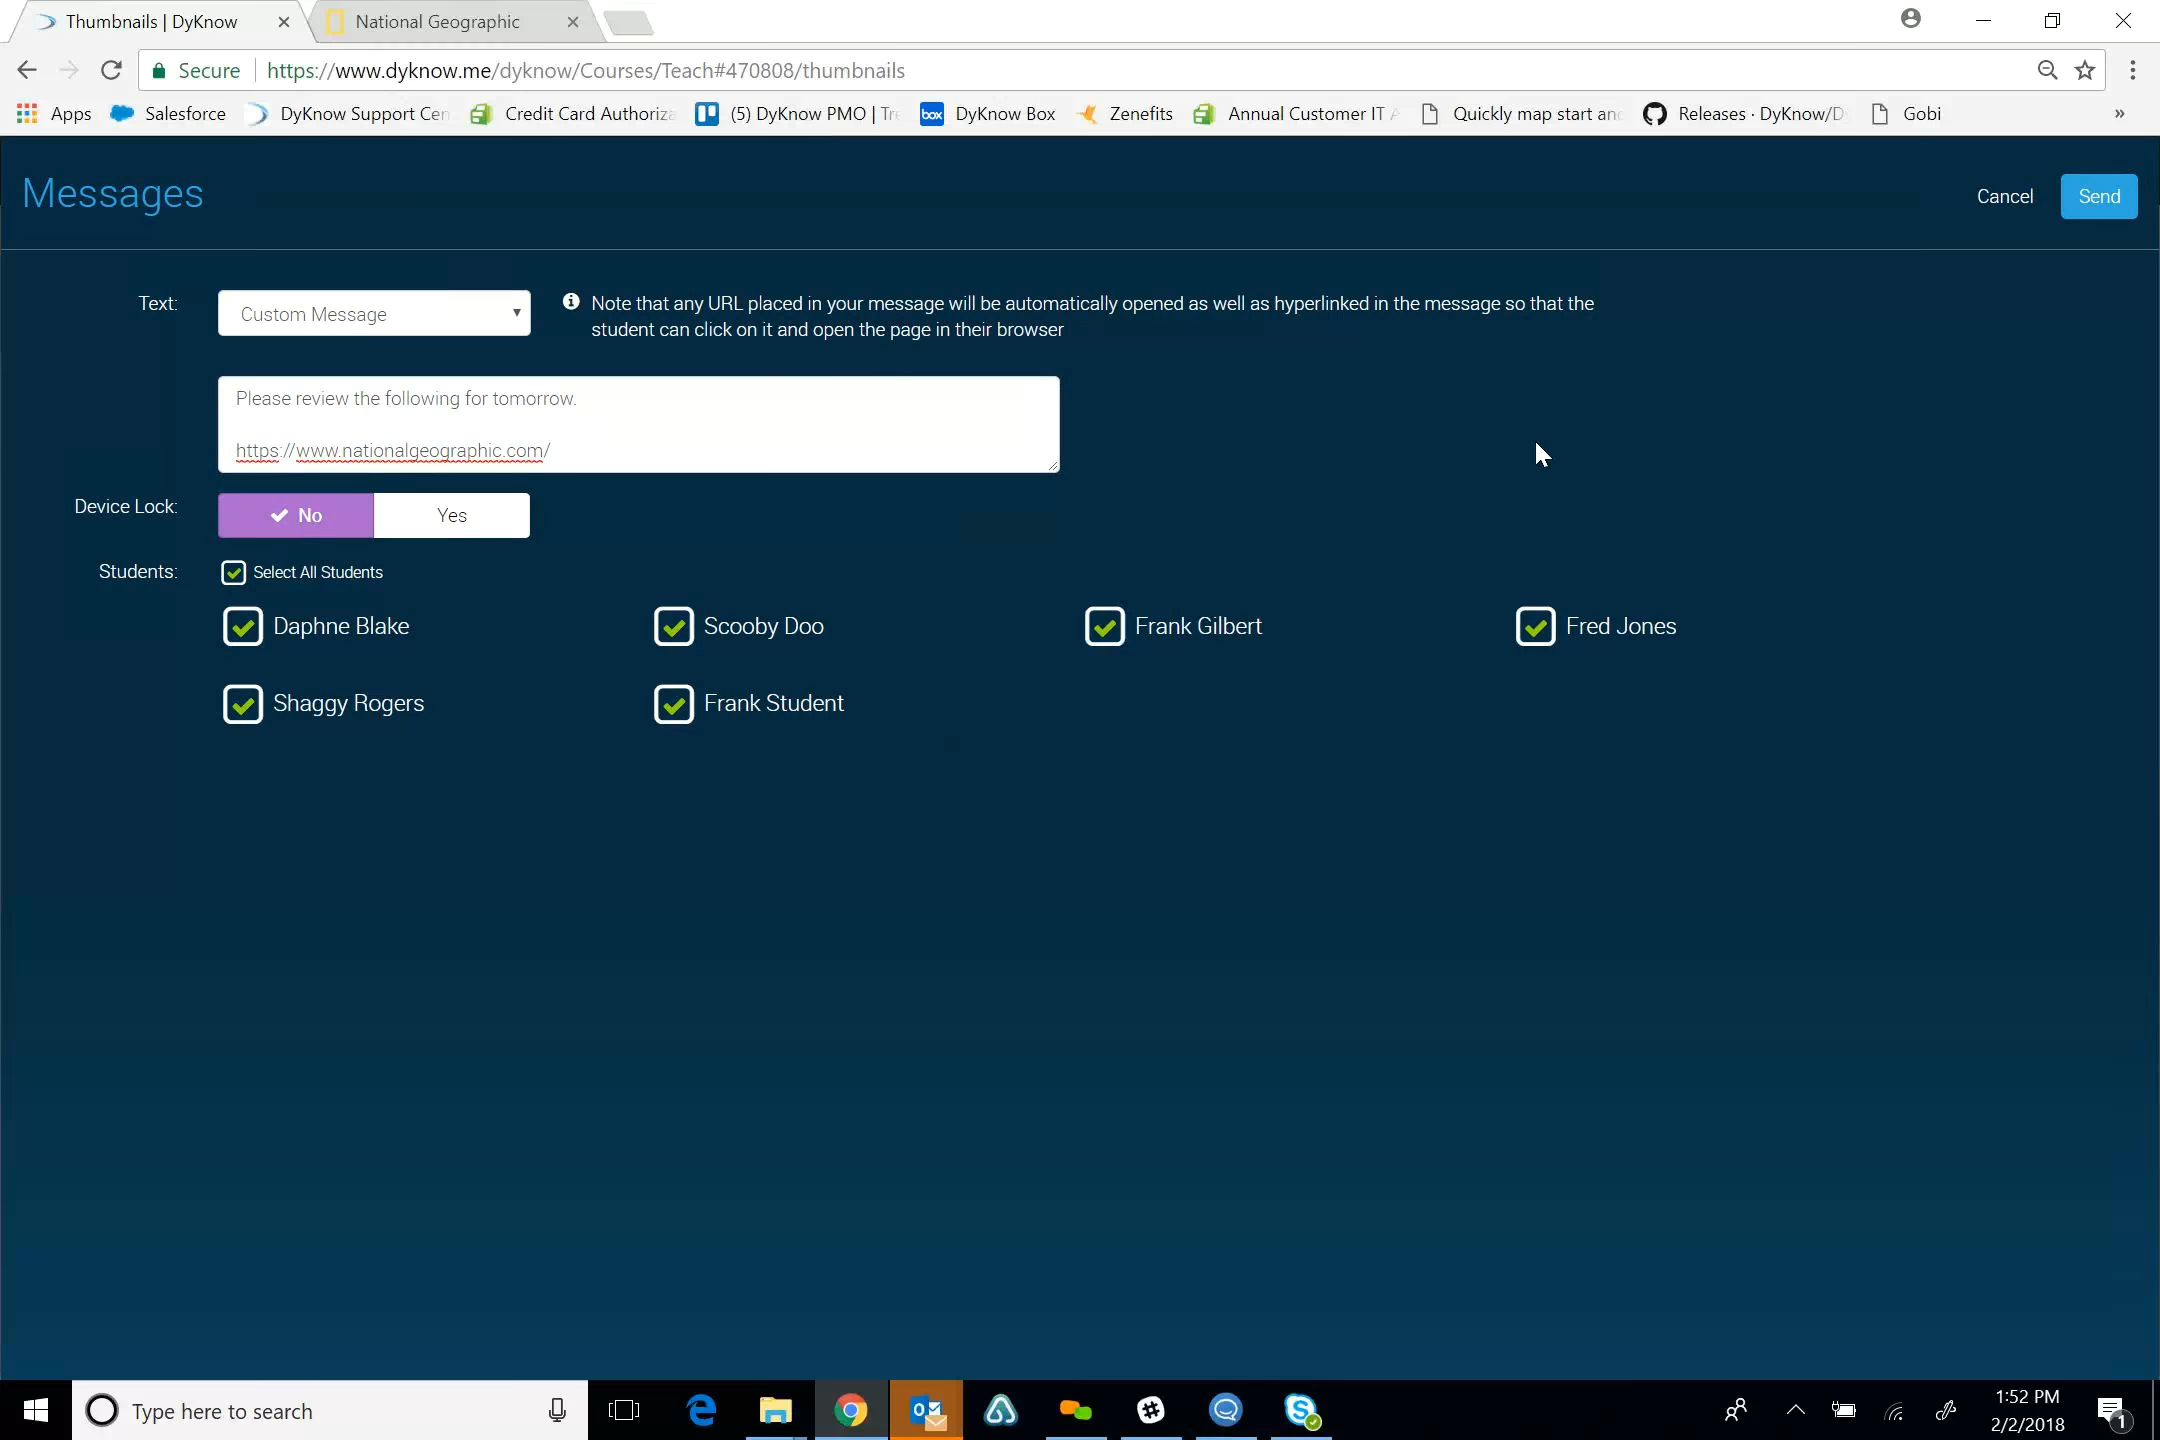 Thumbnails | DyKnow
National Geographic
Secure https://www.dyknow.me/dyknow/Courses/Teach#470808/thumbnails
Apps Salesforce DyKnow Support Cen Credit Card Authoriza (5) DyKnow PMO | Tre box DyKnow Box Zenefits Annual Customer IT A Quickly map start and Releases · DyKnow/D Gobi »
Messages
Cancel Send
Text: Custom Message
Note that any URL placed in your message will be automatically opened as well as hyperlinked in the message so that the
student can click on it and open the page in their browser
Please review the following for tomorrow.
https://www.nationalgeographic.com/
Device Lock: No Yes
Students: Select All Students
Daphne Blake Scooby Doo Frank Gilbert Fred Jones
Shaggy Rogers Frank Student
Type here to search
1:52 PM
2/2/2018
1